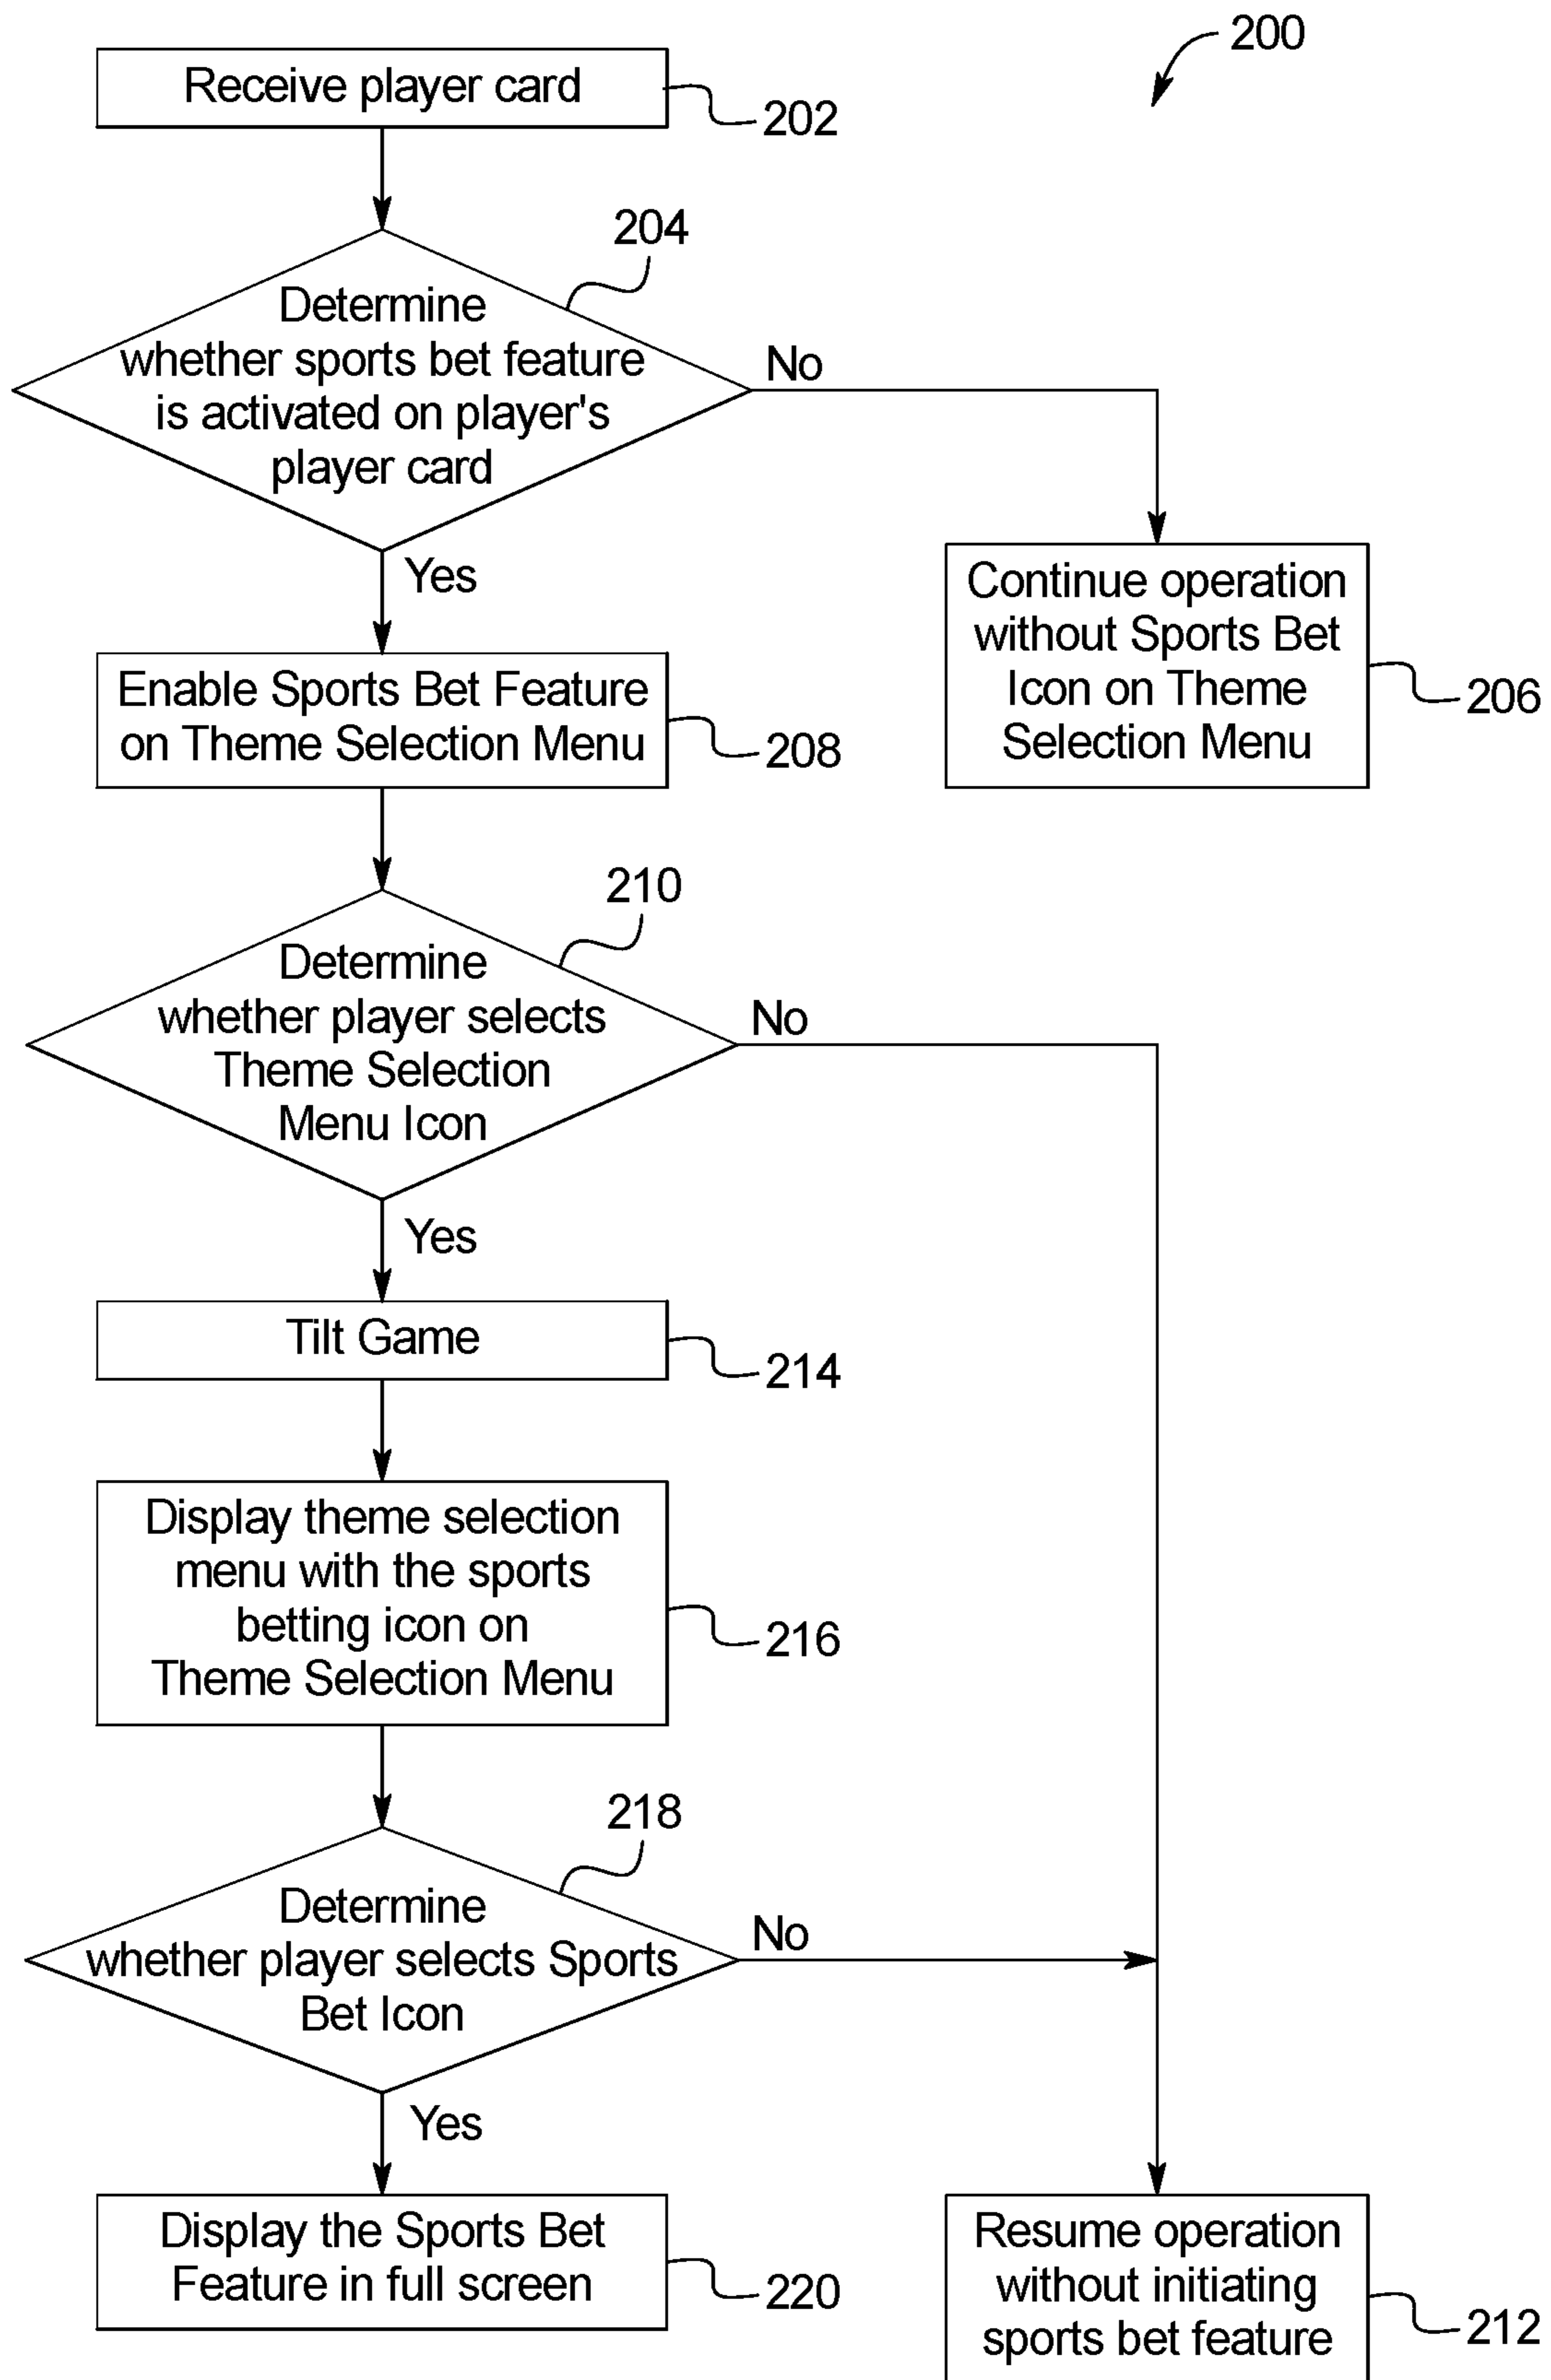 200
Receive player card
202
204
Determine
whether sports bet feature
is activated on player's
player card
No
Yes
Continue operation
without Sports Bet
Icon on Theme
Selection Menu
206
Enable Sports Bet Feature
on Theme Selection Menu
208
210
Determine
whether player selects
Theme Selection
Menu Icon
No
Yes
Tilt Game
214
Display theme selection
menu with the sports
betting icon on
Theme Selection Menu
216
218
Determine
whether player selects Sports
Bet Icon
No
Yes
Display the Sports Bet
Feature in full screen
220
Resume operation
without initiating
sports bet feature
212